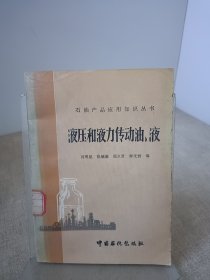 石油产品应用知识丛书
液压和液力传动油、液
编
中国石化出版社